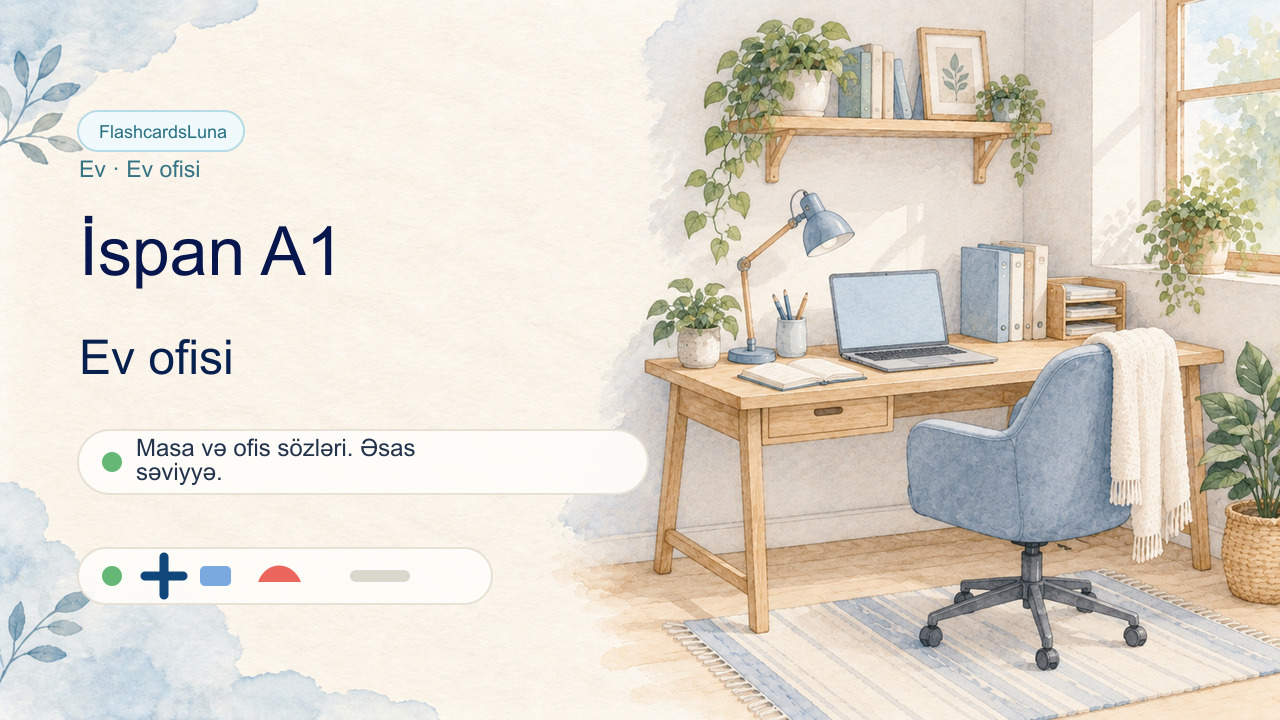 FlashcardsLuna
Ev · Ev ofisi
İspan A1
Ev ofisi
Masa və ofis sözləri. Əsas
səviyyə.